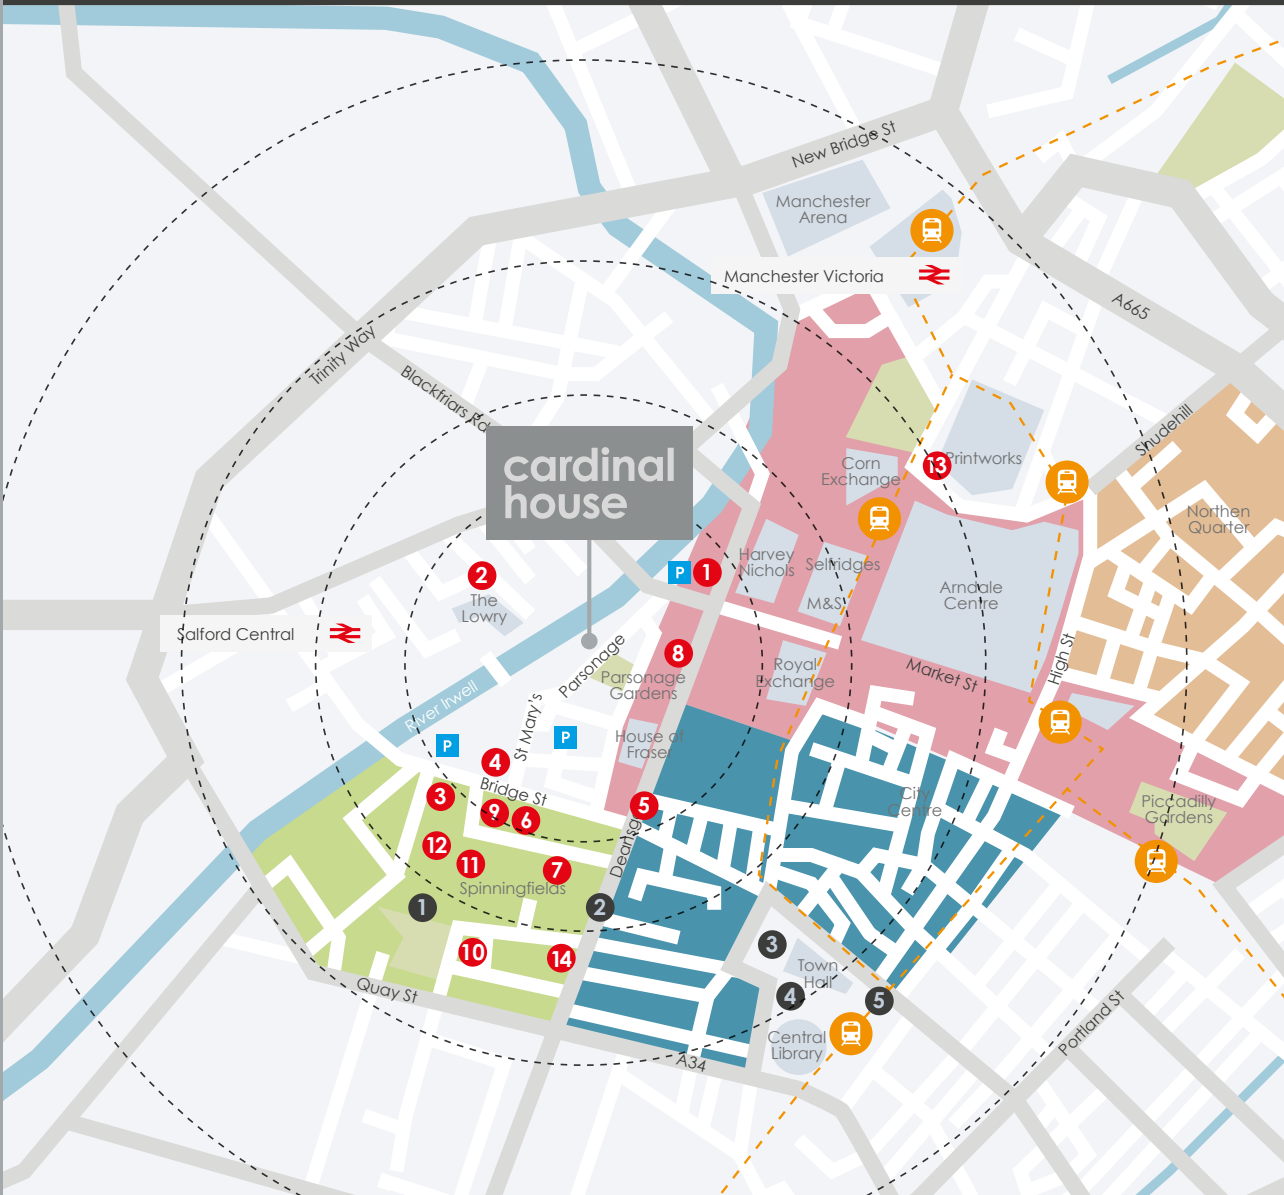 New Bridge St
Manchester
Arena
Manchester Victoria
A665
Trinity Way
Blackfriars Rd
Shudehill
cardinal
house
Corn
Exchange
13
Printworks
Northen
Quarter
Harvey
Nichols
Selfridges
M&S
Arndale
Centre
P
1
2
The
Lowry
Salford Central
8
Parsonage
Parsonage
Gardens
Royal
Exchange
Market St
High St
River Irwell
St Mary's
P
P
House of
Fraser
4
Bridge St
3
9
6
5
City
Centre
Piccadilly
Gardens
12
11
7
Spinningfields
Deansg
1
2
10
14
3
Town
Hall
4
5
Central
Library
Quay St
A34
Portland St